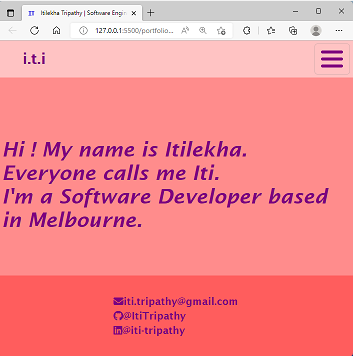 Itilekha Tripathy | Software Engin
127.0.0.1:5500/portfolio...
i.t.i
Hi ! My name is Itilekha.
Everyone calls me Iti.
I'm a Software Developer based
in Melbourne.
iti.tripathy@gmail.com
@ItiTripathy
@iti-tripathy